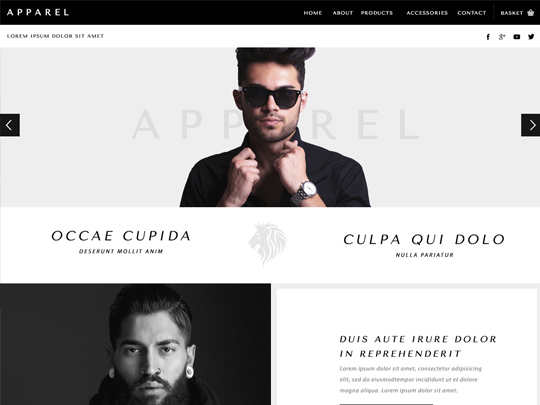 APPAREL
HOME ABOUT PRODUCTS ACCESSORIES CONTACT BASKET
LOREM IPSUM DOLOR SIT AMET
APPAREL
OCCAE CUPIDA
DESERUNT MOLLIT ANIM
CULPA QUI DOLO
NULLA PARIATUR
DUIS AUTE IRURE DOLOR
IN REPREHENDERIT
Lorem ipsum dolor sit amet, consectetur adipisicing
elit, sed do eiusmodtempor incididunt ut et dolore
magna aliqua. Lorem ipsum dolor sit amet.